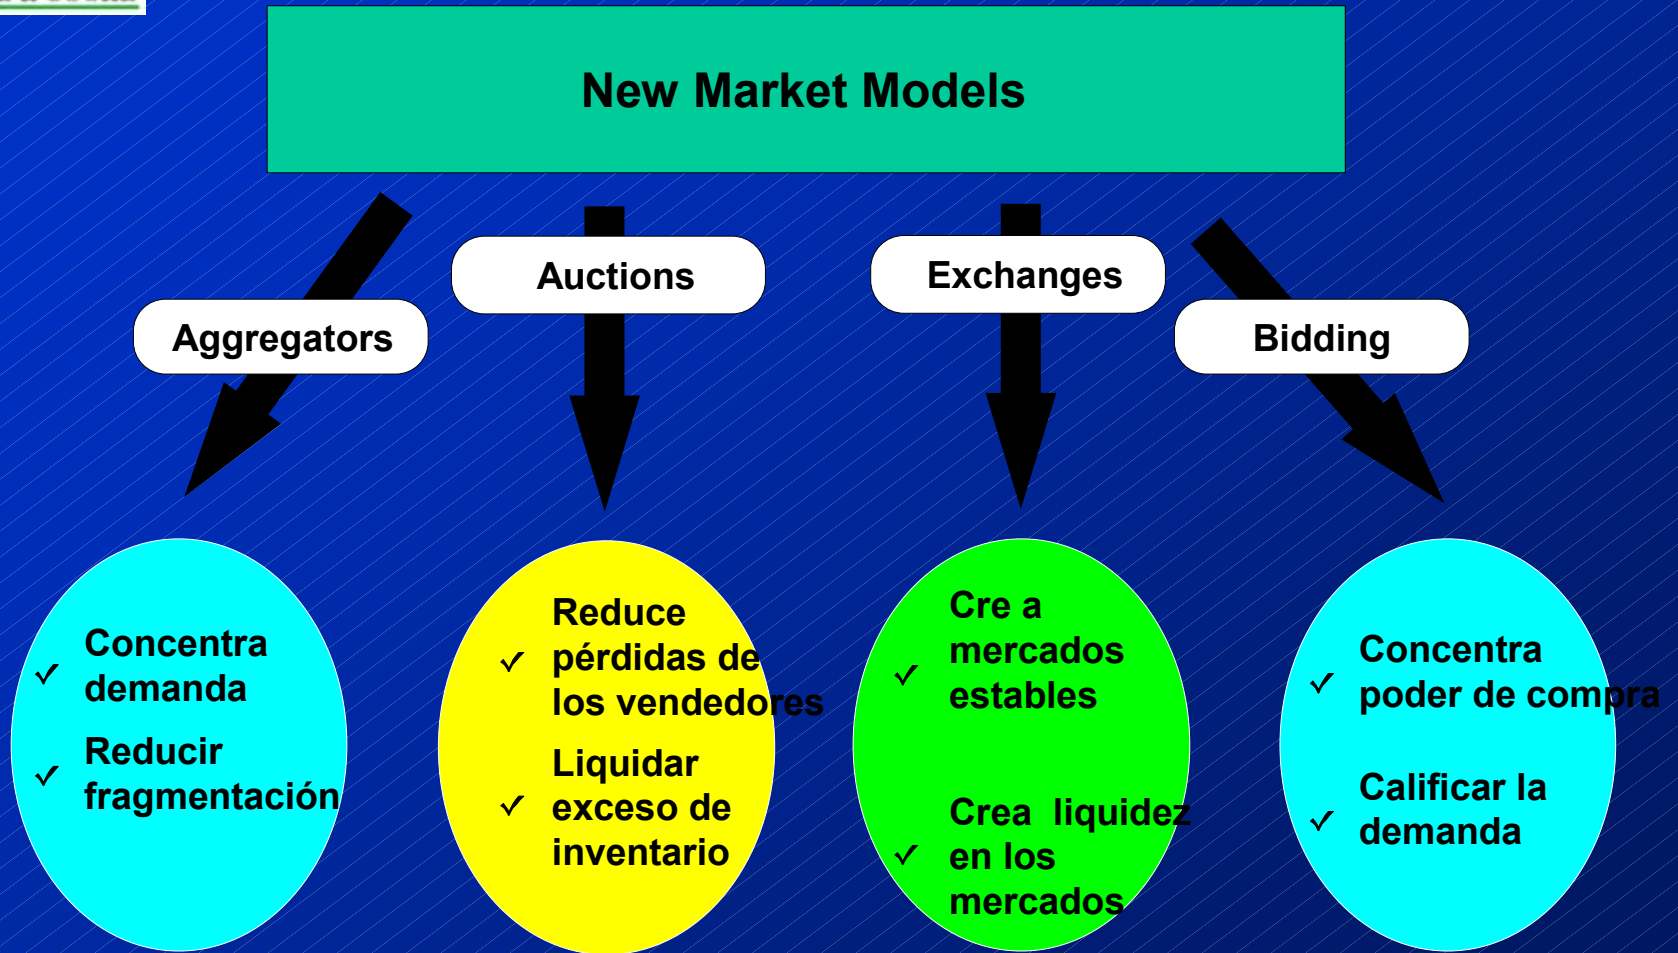 New Market Models
Auctions
Exchanges
Aggregators
Bidding
Concentra
demanda
Reducir
fragmentación
Reduce
pérdidas de
los vendedores
Liquidar
exceso de
inventario
Cre a
mercados
estables
Crea liquidez
en los
mercados
Concentra
poder de compra
Calificar la
demanda